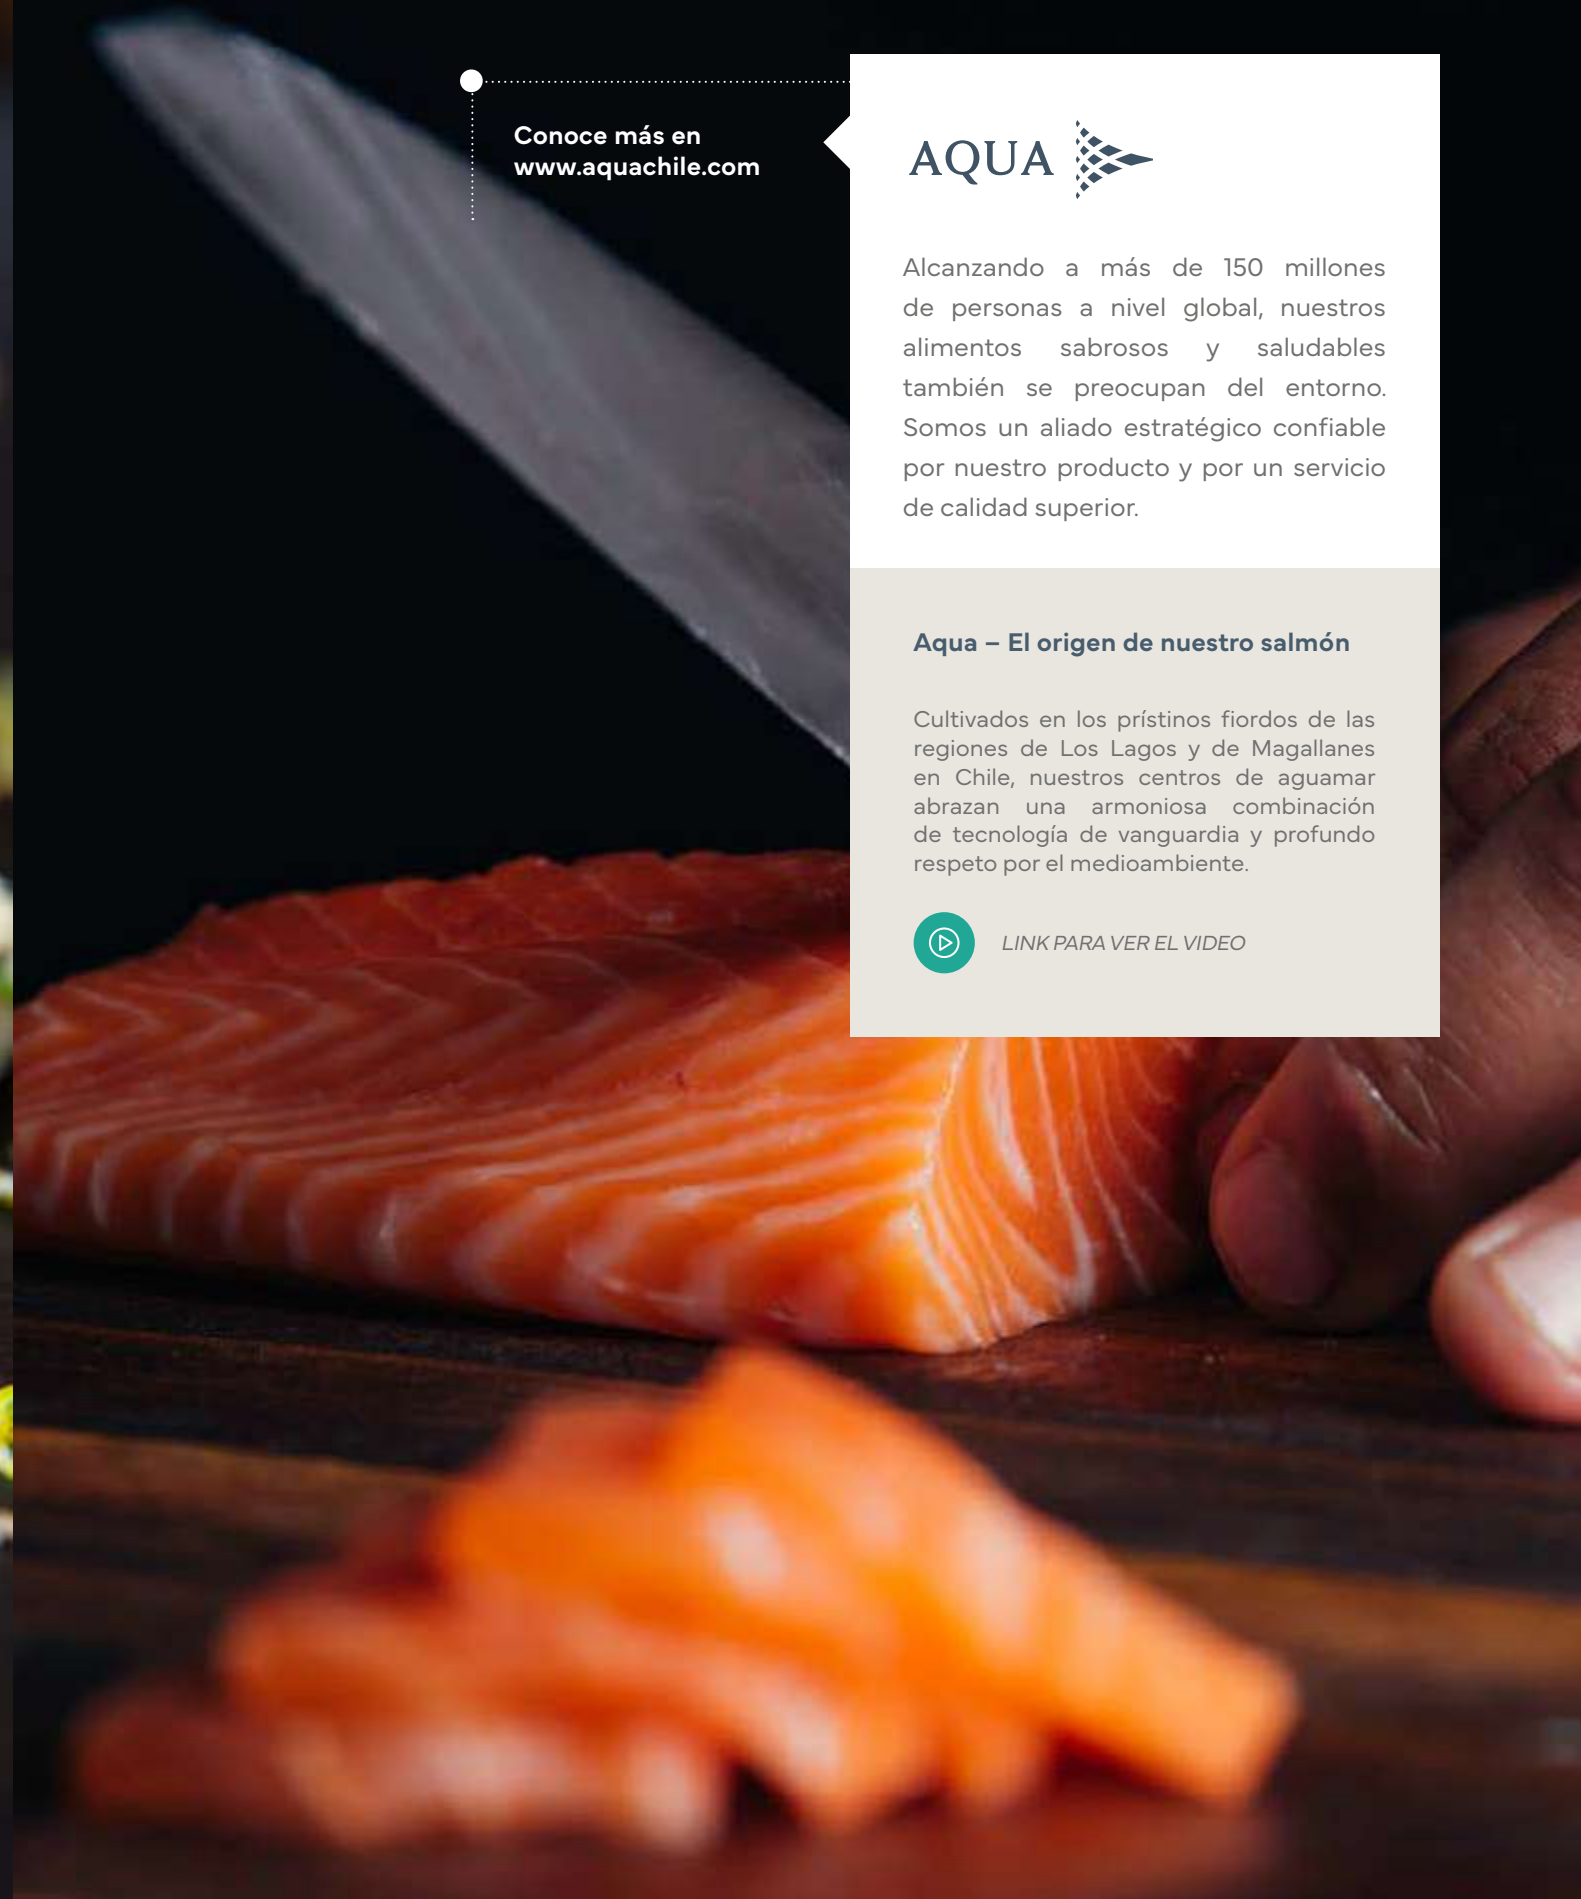 Conoce más en
www.aquachile.com
AQUA
Alcanzando a más de 150 millones
de personas a nivel global, nuestros
alimentos sabrosos y saludables
también se preocupan del entorno.
Somos un aliado estratégico confiable
por nuestro producto y por un servicio
de calidad superior.
Aqua – El origen de nuestro salmón
Cultivados en los prístinos fiordos de las
regiones de Los Lagos y de Magallanes
en Chile, nuestros centros de aguamar
abrazan una armoniosa combinación
de tecnología de vanguardia y profundo
respeto por el medioambiente.
LINK PARA VER EL VIDEO